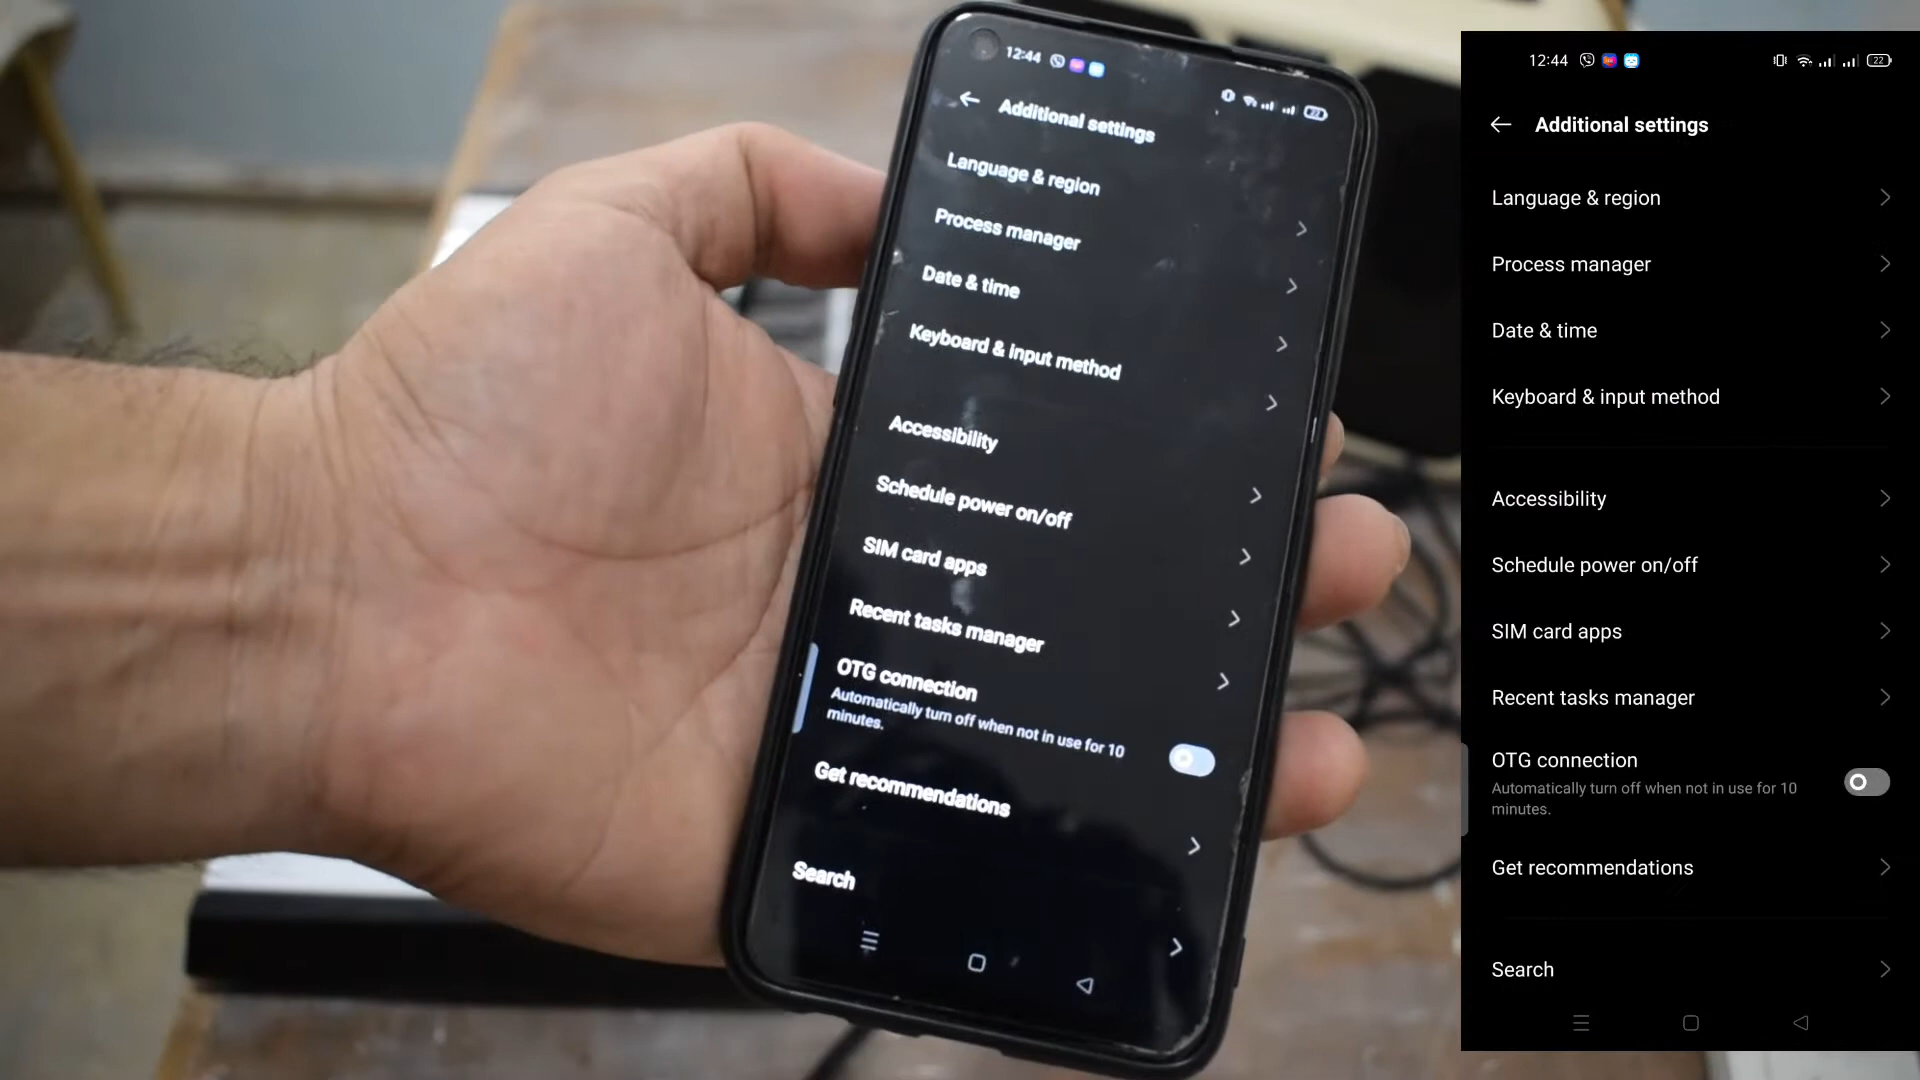 12:44
Additional settings
Language & region
Process manager
Date & time
Keyboard & input method
Accessibility
Schedule power on/off
SIM card apps
Recent tasks manager
OTG connection
Automatically turn off when not in use for 10
minutes.
Get recommendations
Search
12:44
22
Additional settings
Language & region
Process manager
Date & time
Keyboard & input method
Accessibility
Schedule power on/off
SIM card apps
Recent tasks manager
OTG connection
Automatically turn off when not in use for 10
minutes.
Get recommendations
Search